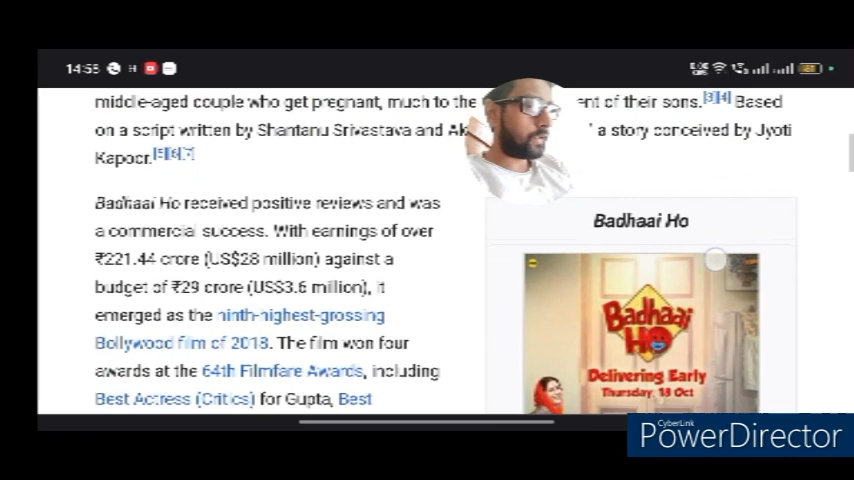 14:58
middle-aged couple who get pregnant, much to the ent of their sons.[3][4] Based
on a script written by Shantanu Srivastava and Ak a story conceived by Jyoti
Kapoor.[5][6][7]
Badhaai Ho received positive reviews and was
a commercial success. With earnings of over
₹221.44 crore (US$28 million) against a
budget of ₹29 crore (US$3.6 million), it
emerged as the ninth-highest-grossing
Bollywood film of 2018. The film won four
awards at the 64th Filmfare Awards, including
Best Actress (Critics) for Gupta, Best
Badhaai Ho
Badhaai
Ho
Delivering Early
Thursday, 18 Oct
CyberLink
PowerDirector